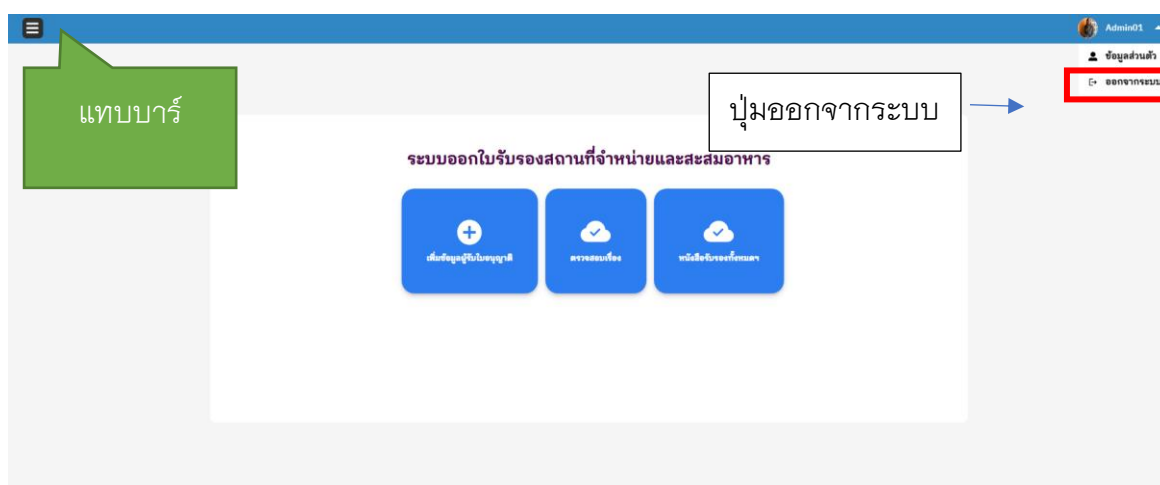 Admin01
ข้อมูลส่วนตัว
ออกจากระบบ
แทบบาร์
ปุ่มออกจากระบบ
ระบบออกใบรับรองสถานที่จำหน่ายและสะสมอาหาร
เพิ่มข้อมูลผู้รับใบอนุญาติ
ตรวจสอบเรื่อง
หนังสือรับรองทั้งหมดฯ